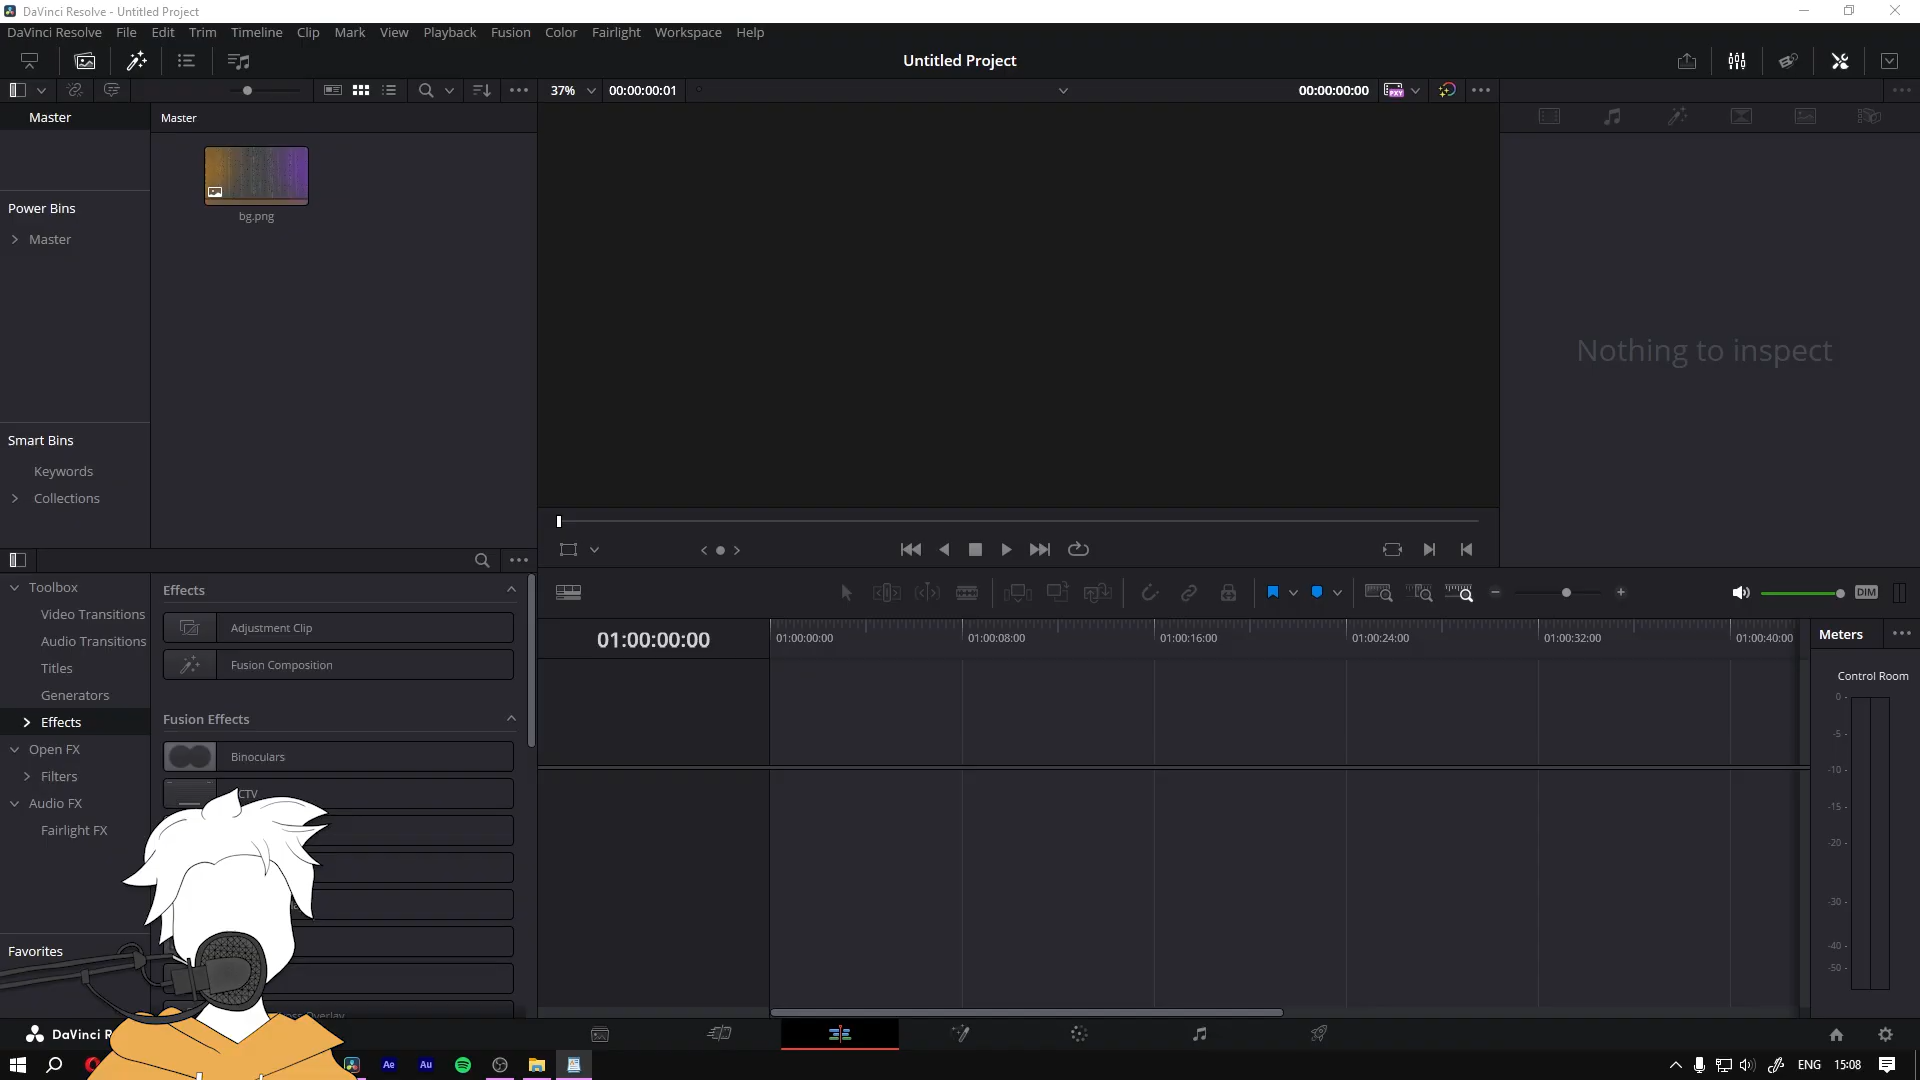 DaVinci Resolve - Untitled Project
DaVinci Resolve File Edit Trim Timeline Clip Mark View Playback Fusion Color Fairlight Workspace Help
Untitled Project
37% 00:00:00:01 00:00:00:00
Master
Master
bg.png
Power Bins
Master
Nothing to inspect
Smart Bins
Keywords
Collections
Toolbox
Video Transitions
Audio Transitions
Titles
Generators
Effects
Open FX
Filters
Audio FX
Fairlight FX
Favorites
Effects
Adjustment Clip
Fusion Composition
Fusion Effects
Binoculars
CTV
DIM
01:00:00:00
01:00:00:00 01:00:08:00 01:00:16:00 01:00:24:00 01:00:32:00 01:00:40:00
Meters
Control Room
0
-5
-10
-15
-20
-30
-40
-50
DaVinci Re
Ae Au ENG 15:08